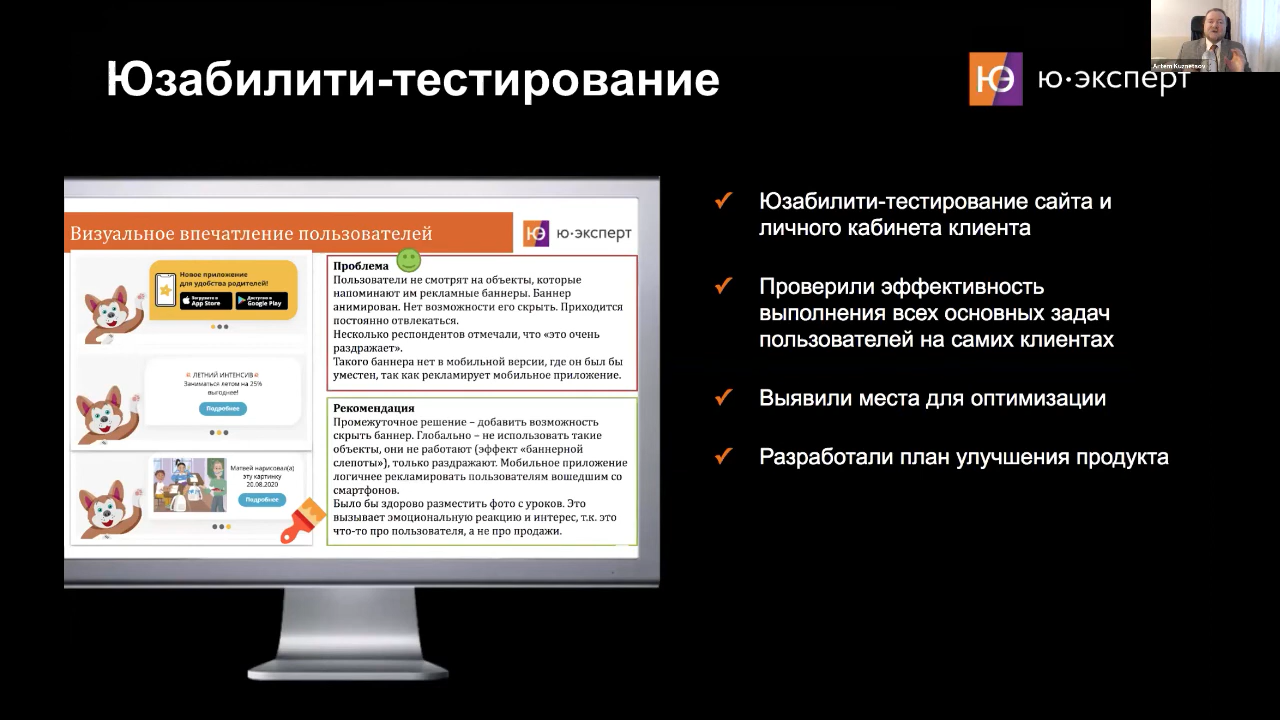 Юзабилити-тестирование
ЮЭ ю·эксперт
Artem Kuznetsov
Визуальное впечатление пользователей
ЮЭ ю·эксперт
Новое приложение
для удобства родителей!
Загрузите в
App Store
Доступно в
Google Play
ЛЕТНИЙ ИНТЕНСИВ
Заниматься летом на 25%
выгоднее!
Подробнее
Матвей нарисовал(а)
эту картинку
20.08.2020
Подробнее
Проблема
Пользователи не смотрят на объекты, которые
напоминают им рекламные баннеры. Баннер
анимирован. Нет возможности его скрыть. Приходится
постоянно отвлекаться.
Несколько респондентов отмечали, что «это очень
раздражает».
Такого баннера нет в мобильной версии, где он был бы
уместен, так как рекламирует мобильное приложение.
Рекомендация
Промежуточное решение – добавить возможность
скрыть баннер. Глобально – не использовать такие
объекты, они не работают (эффект «баннерной
слепоты»), только раздражают. Мобильное приложение
логичнее рекламировать пользователям вошедшим со
смартфонов.
Было бы здорово разместить фото с уроков. Это
вызывает эмоциональную реакцию и интерес, т.к. это
что-то про пользователя, а не про продажи.
Юзабилити-тестирование сайта и
личного кабинета клиента
Проверили эффективность
выполнения всех основных задач
пользователей на самих клиентах
Выявили места для оптимизации
Разработали план улучшения продукта